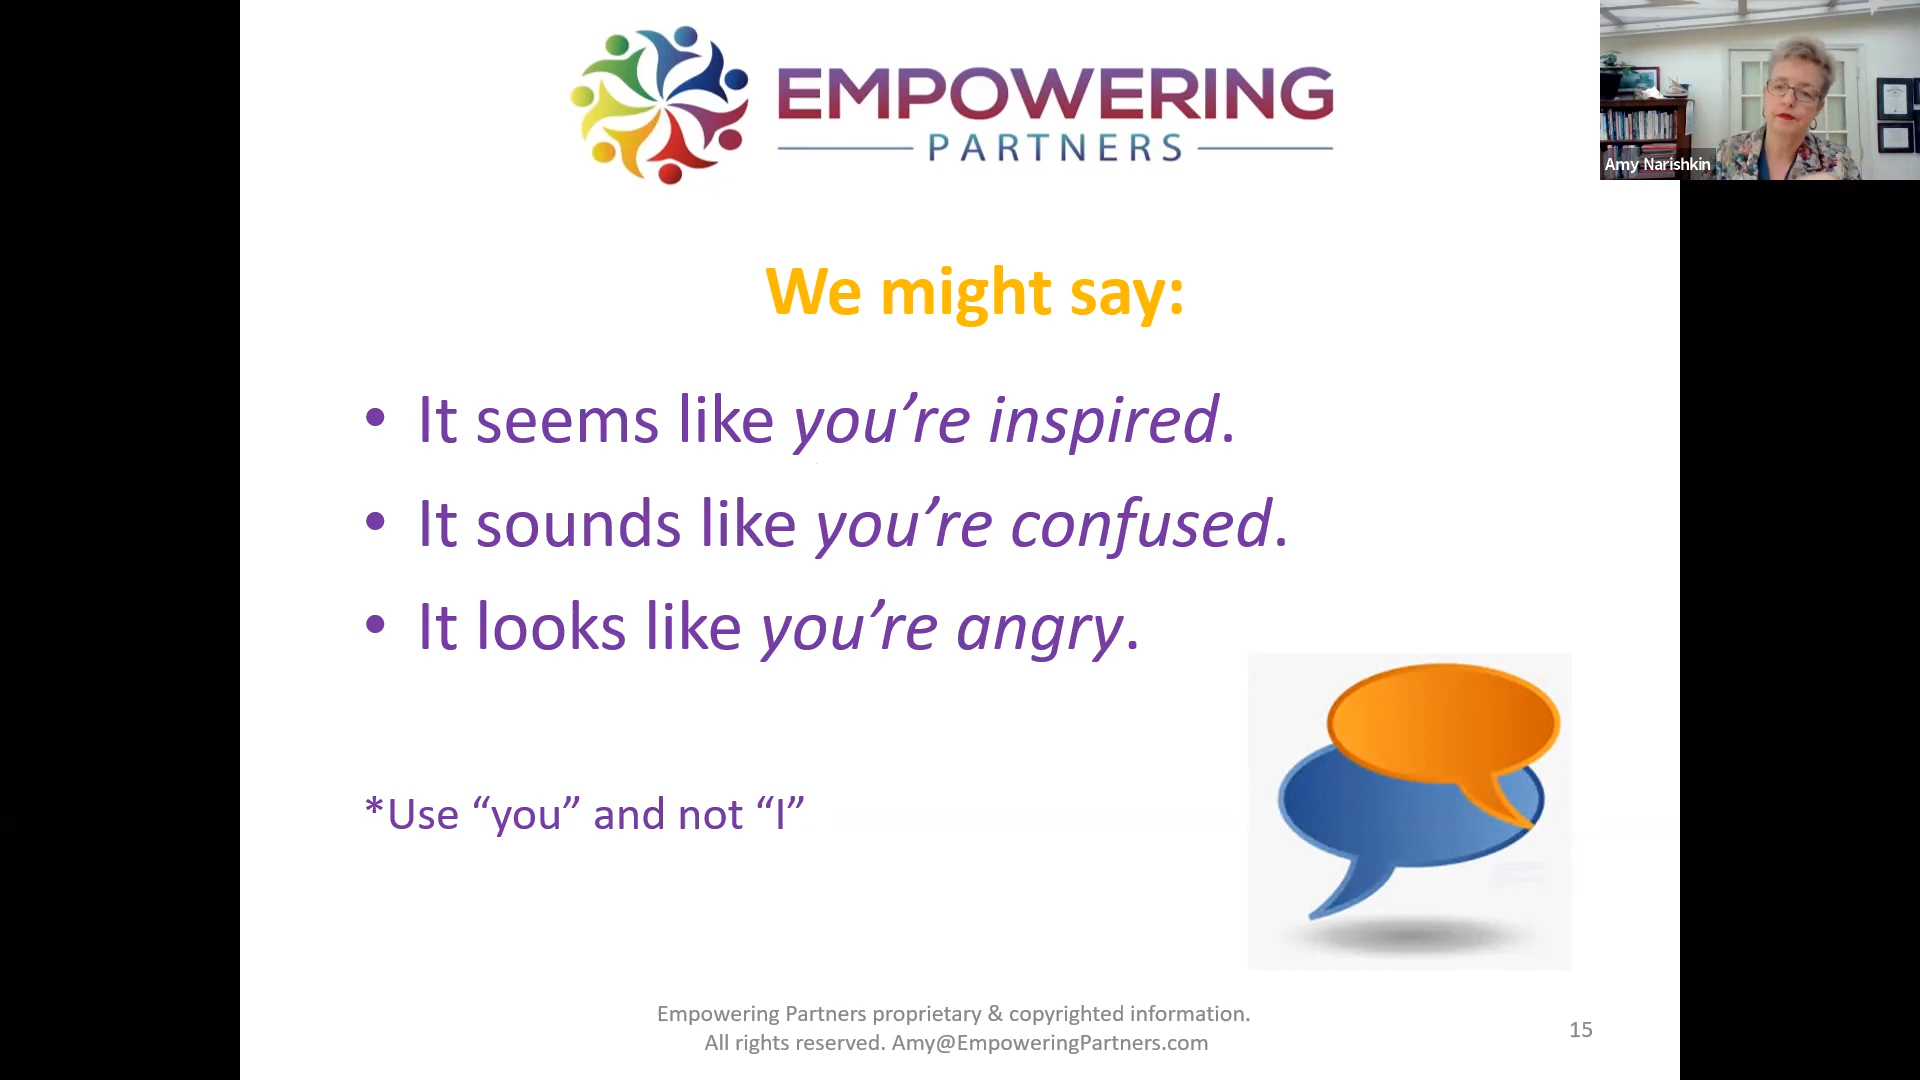 EMPOWERING
PARTNERS
Amy Narishkin
We might say:
• It seems like you’re inspired.
• It sounds like you’re confused.
• It looks like you’re angry.
*Use “you” and not “I”
Empowering Partners proprietary & copyrighted information.
All rights reserved. Amy@EmpoweringPartners.com
15